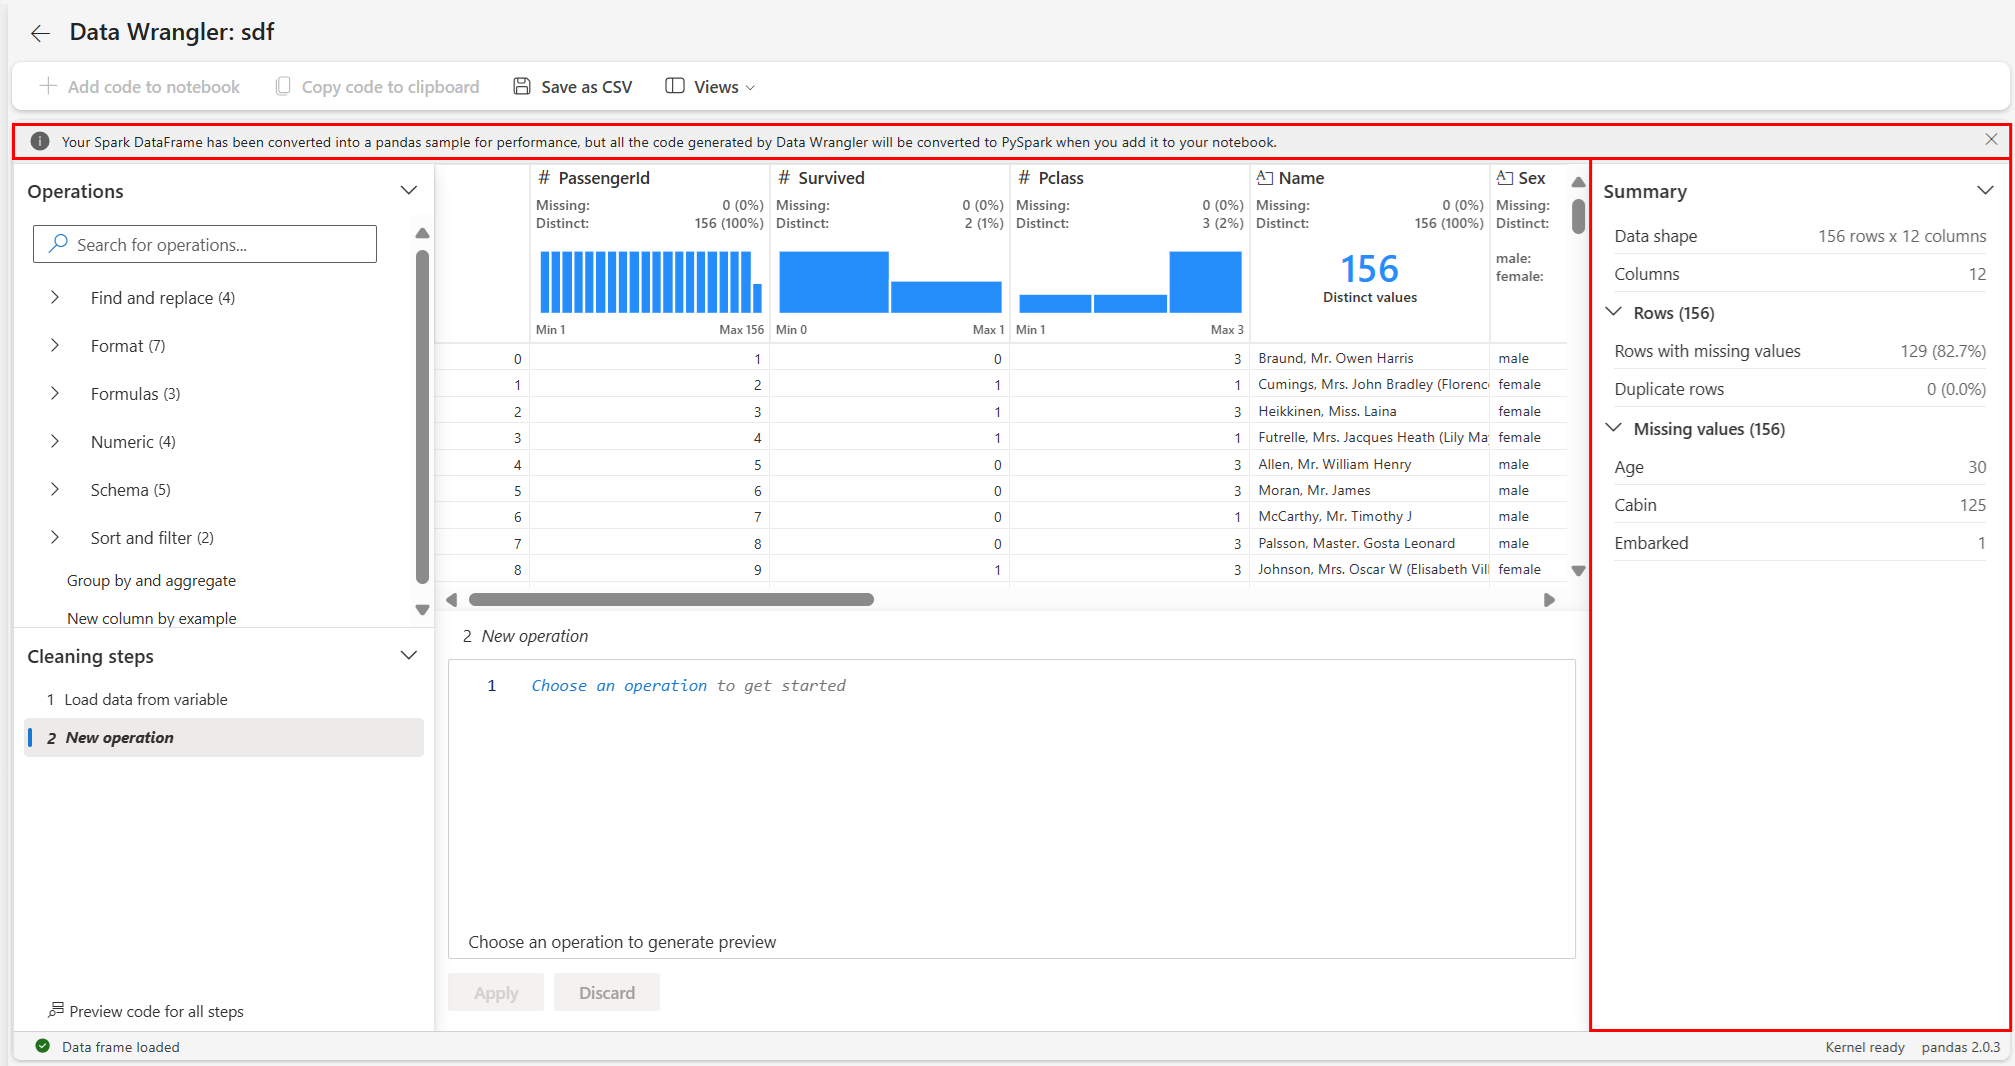 Data Wrangler: sdf
Add code to notebook
Copy code to clipboard
Save as CSV
Views
Your Spark DataFrame has been converted into a pandas sample for performance, but all the code generated by Data Wrangler will be converted to PySpark when you add it to your notebook.
Operations
Search for operations...
Find and replace (4)
Format (7)
Formulas (3)
Numeric (4)
Schema (5)
Sort and filter (2)
Group by and aggregate
New column by example
Cleaning steps
1 Load data from variable
2 New operation
Preview code for all steps
# PassengerId
Missing: 0 (0%)
Distinct: 156 (100%)
Min 1 Max 156
# Survived
Missing: 0 (0%)
Distinct: 2 (1%)
Min 0 Max 1
# Pclass
Missing: 0 (0%)
Distinct: 3 (2%)
Min 1 Max 3
Name
Missing: 0 (0%)
Distinct: 156 (100%)
156
Distinct values
Sex
Missing:
Distinct:
male:
female:
0 1 0 3 Braund, Mr. Owen Harris male
1 2 1 1 Cumings, Mrs. John Bradley (Florence female
2 3 1 3 Heikkinen, Miss. Laina female
3 4 1 1 Futrelle, Mrs. Jacques Heath (Lily May female
4 5 0 3 Allen, Mr. William Henry male
5 6 0 3 Moran, Mr. James male
6 7 0 1 McCarthy, Mr. Timothy J male
7 8 0 3 Palsson, Master. Gosta Leonard male
8 9 1 3 Johnson, Mrs. Oscar W (Elisabeth Vil female
2 New operation
1 Choose an operation to get started
Choose an operation to generate preview
Apply
Discard
Summary
Data shape 156 rows x 12 columns
Columns 12
Rows (156)
Rows with missing values 129 (82.7%)
Duplicate rows 0 (0.0%)
Missing values (156)
Age 30
Cabin 125
Embarked 1
Data frame loaded
Kernel ready
pandas 2.0.3